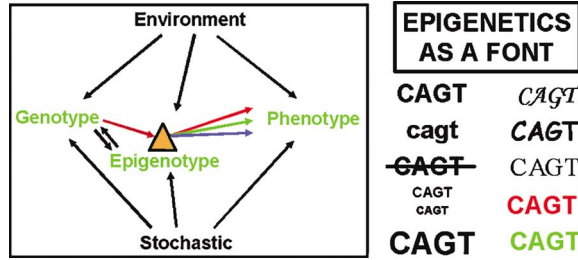 Environment
Genotype
Phenotype
Epigenotype
Stochastic
EPIGENETICS
AS A FONT
CAGT
CAGT
cagt
CAGT
CAGT
CAGT
CAGT
CAGT
CAGT
CAGT
CAGT